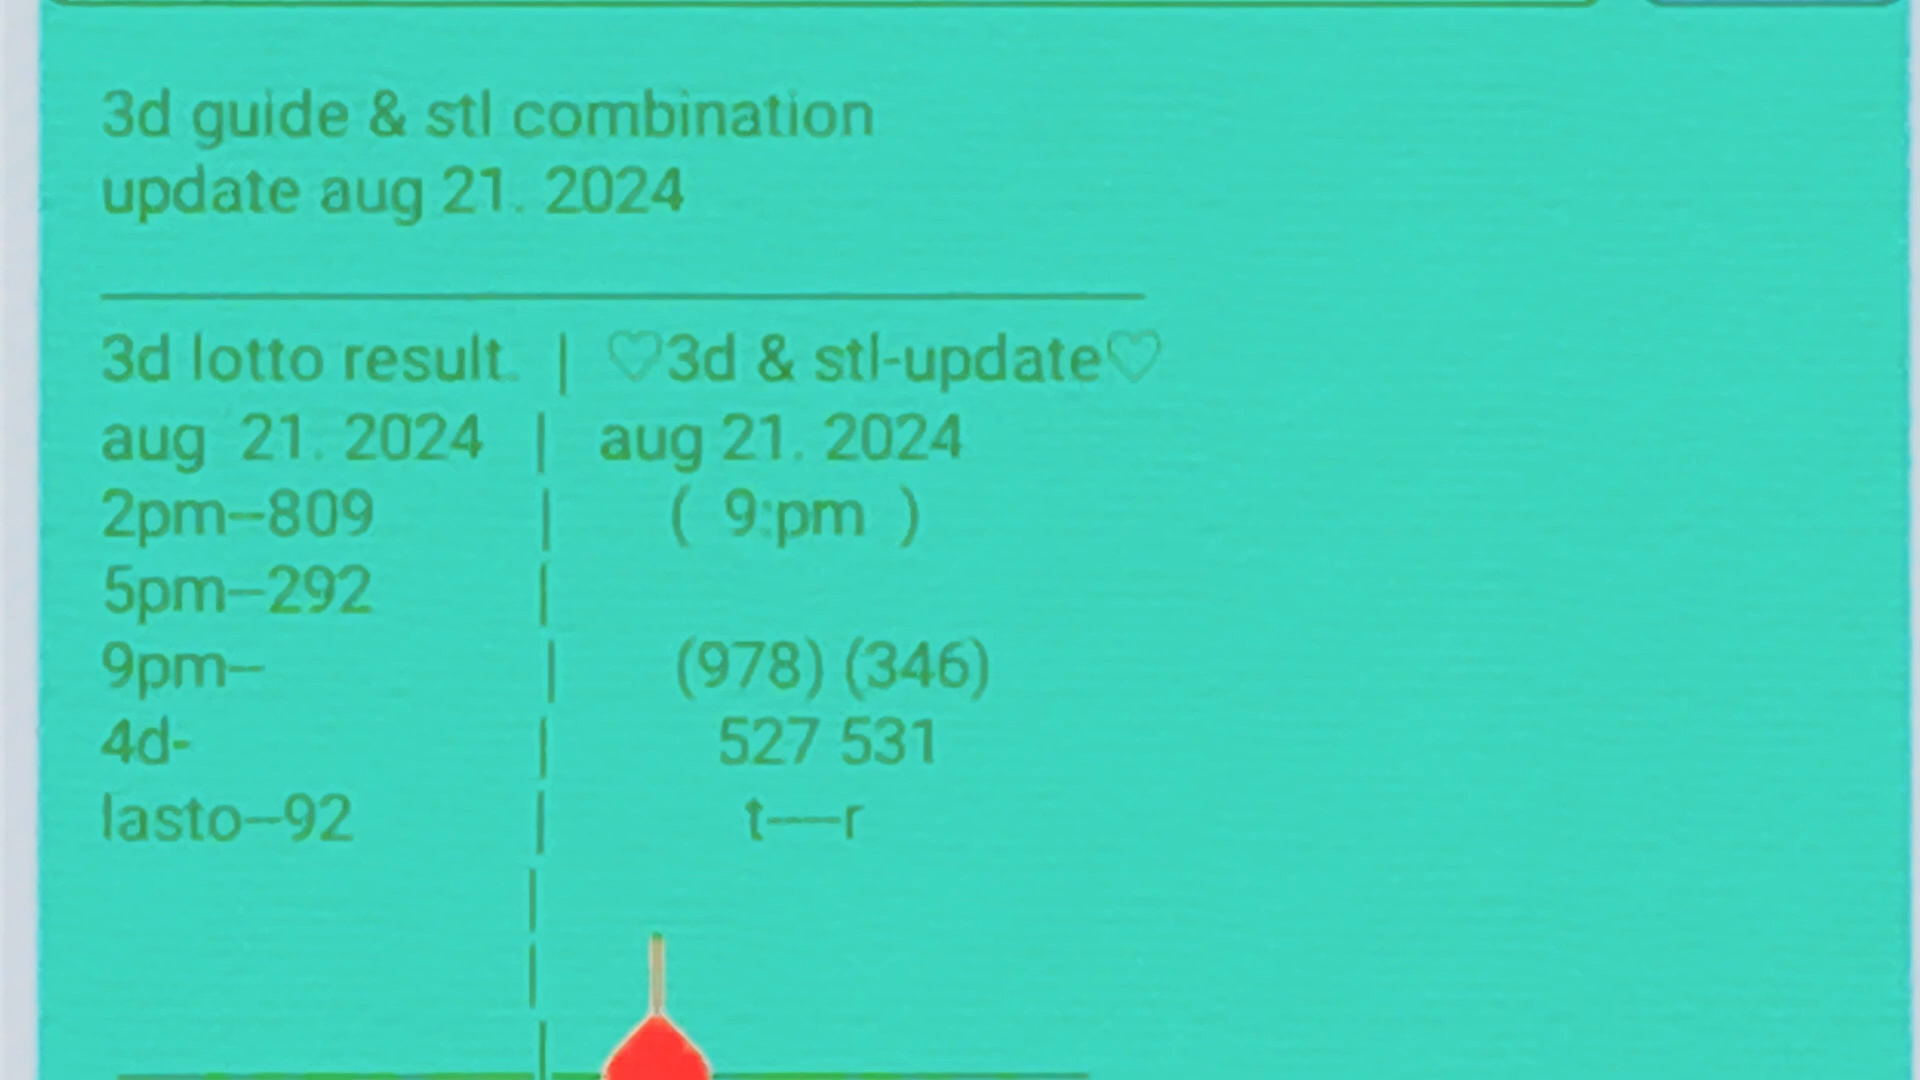 3d guide & stl combination
update aug 21. 2024
3d lotto result. | ♡3d & stl-update♡
aug 21. 2024 | aug 21. 2024
2pm–809 | ( 9:pm )
5pm–292 |
9pm– | (978) (346)
4d- | 527 531
lasto–92 | t—–r